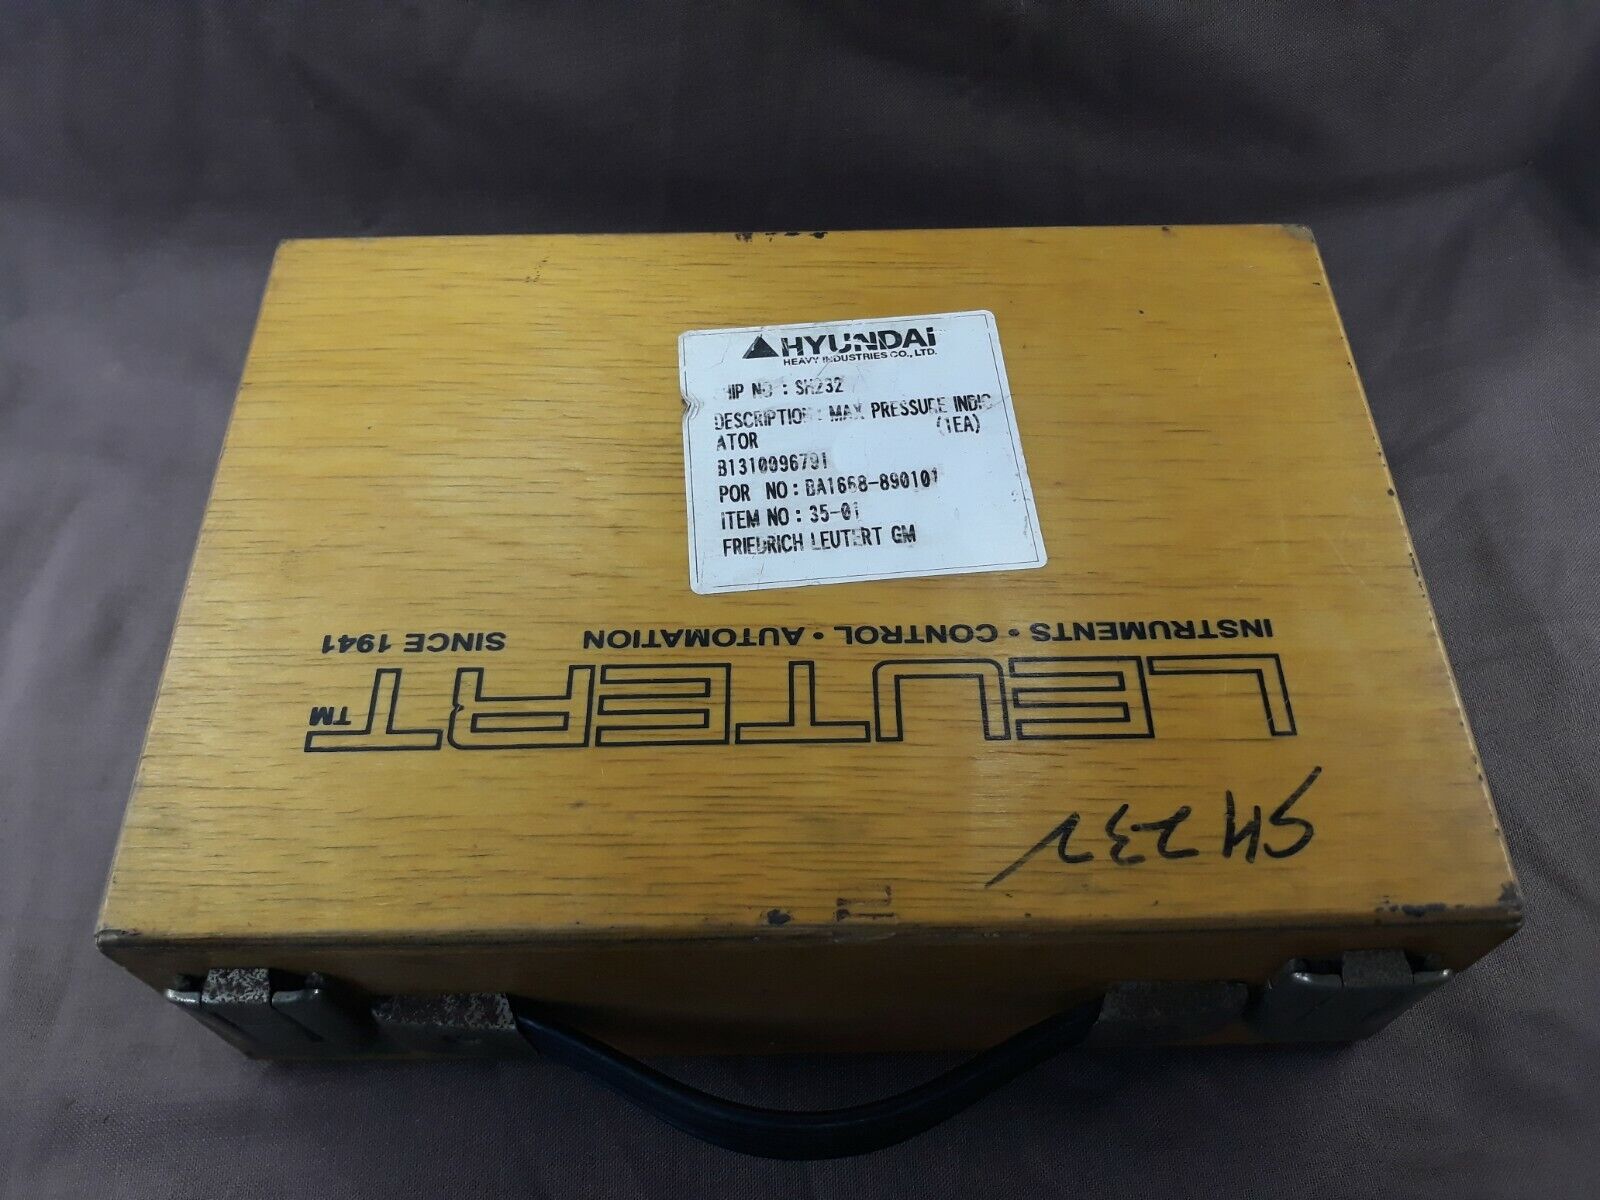 HYUNDAI
HEAVY INDUSTRIES CO., LTD.
HIP NO : SH232
DESCRIPTION : MAX PRESSURE INDIC
ATOR (1EA)
B1310096791
POR NO : BA1668-890101
ITEM NO : 35-01
FRIEDRICH LEUTERT GM
LEUTERT TM
INSTRUMENTS • CONTROL • AUTOMATION SINCE 1941
SH232